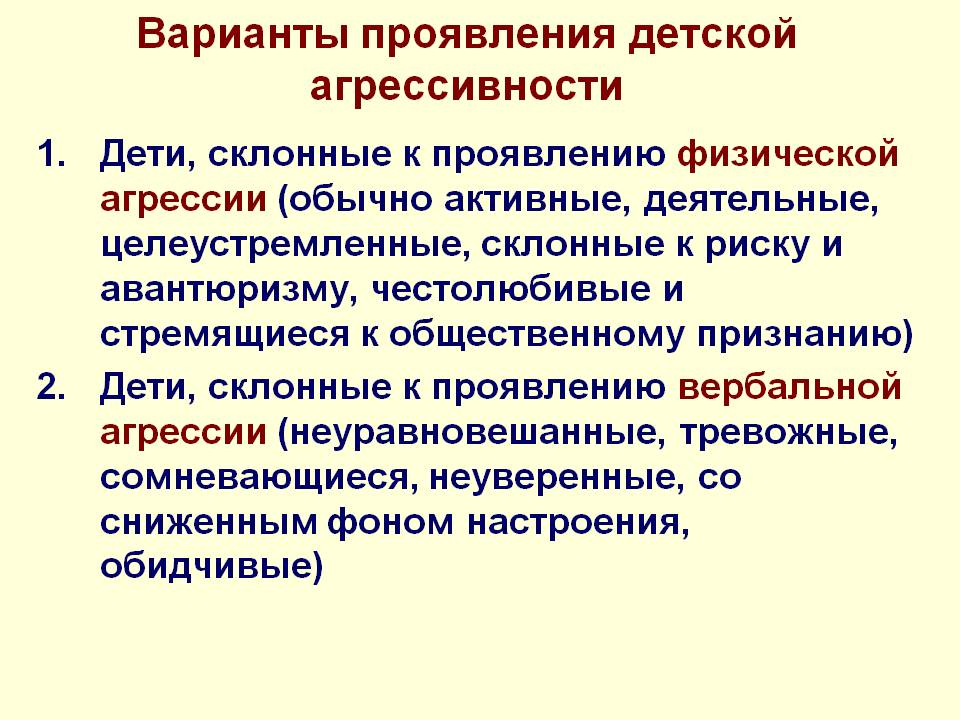 Варианты проявления детской
агрессивности
1. Дети, склонные к проявлению физической
агрессии (обычно активные, деятельные,
целеустремленные, склонные к риску и
авантюризму, честолюбивые и
стремящиеся к общественному признанию)
2. Дети, склонные к проявлению вербальной
агрессии (неуравновешанные, тревожные,
сомневающиеся, неуверенные, со
сниженным фоном настроения,
обидчивые)